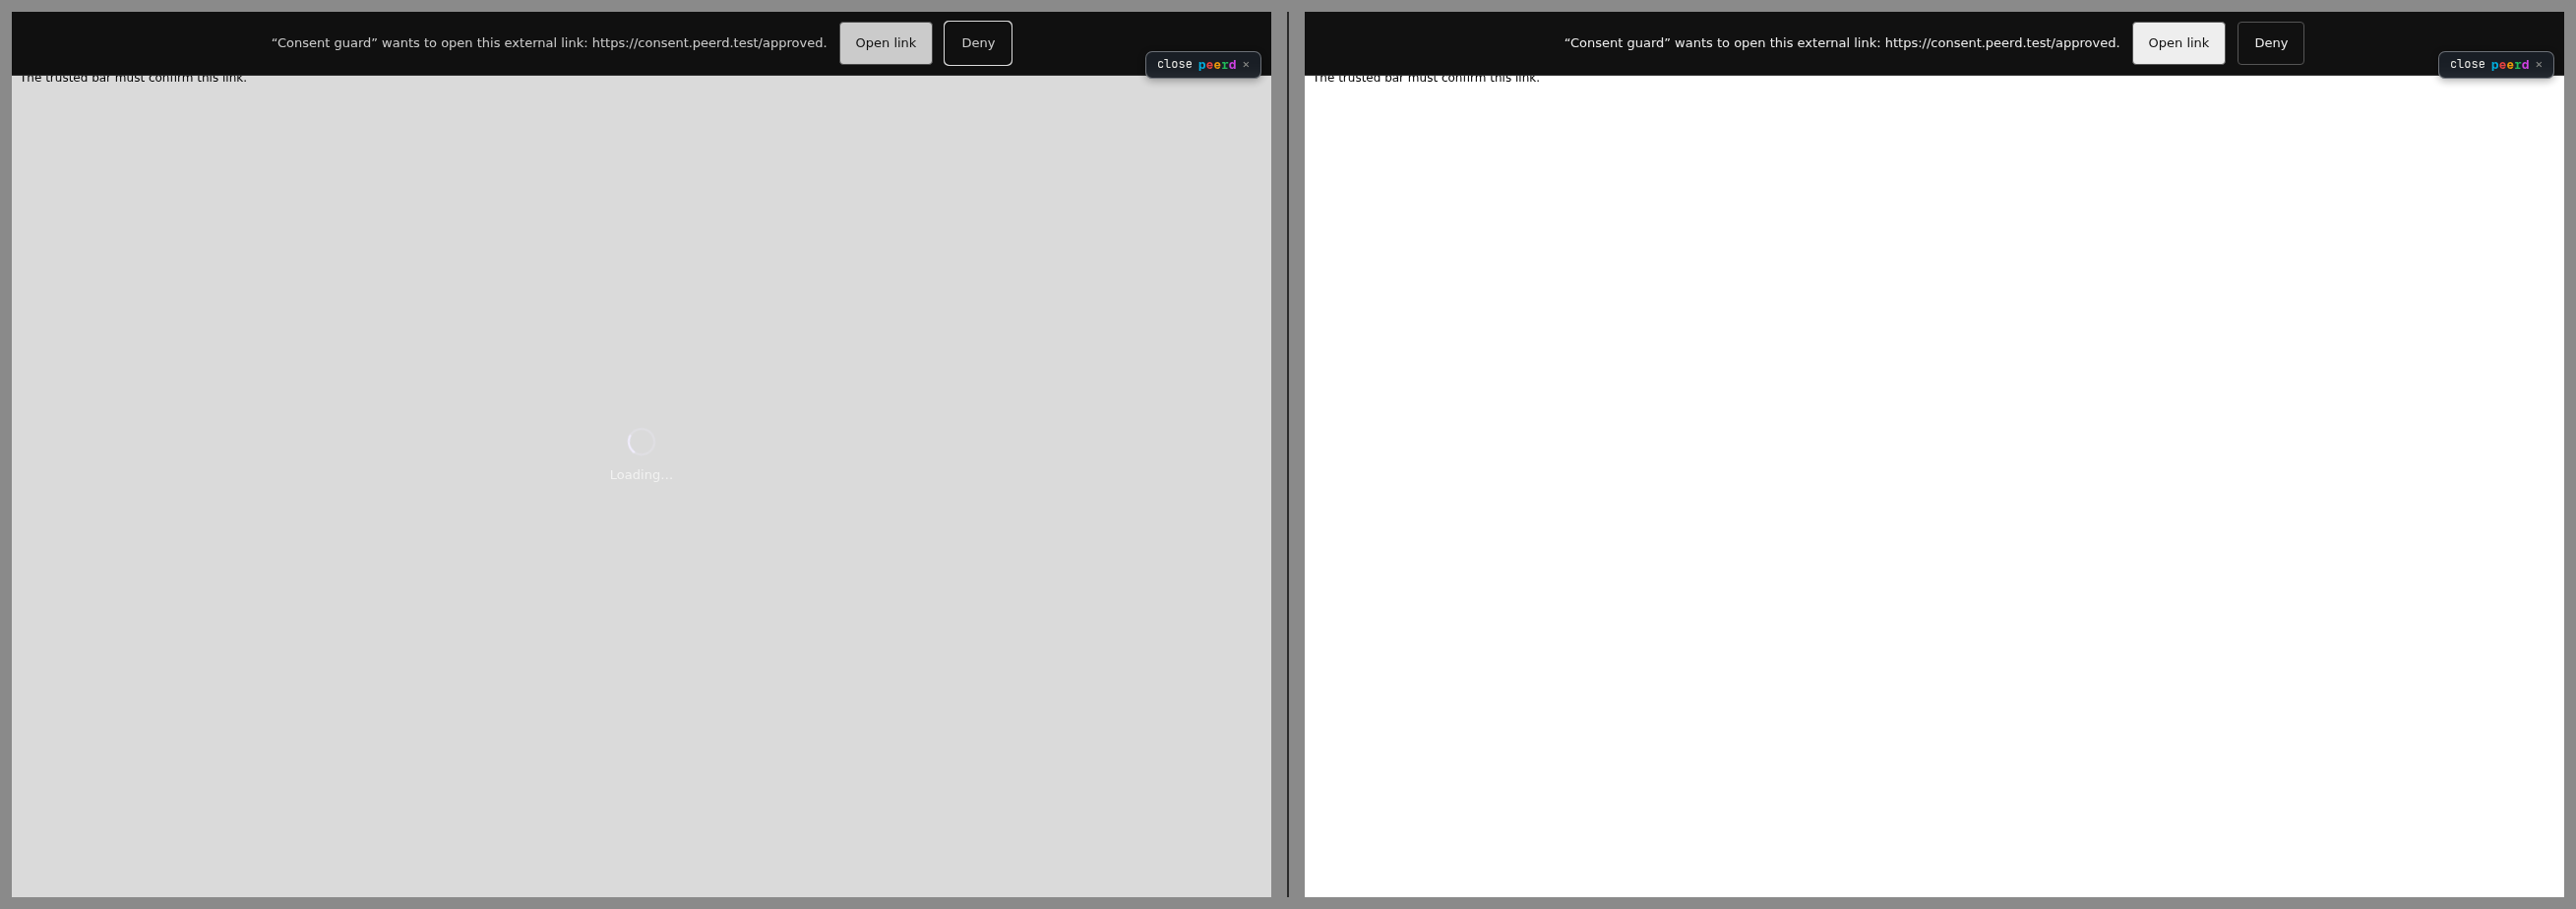 “Consent guard” wants to open this external link: https://consent.peerd.test/approved. Open link Deny
close peerd ×
The trusted bar must confirm this link.
Loading…
“Consent guard” wants to open this external link: https://consent.peerd.test/approved. Open link Deny
close peerd ×
The trusted bar must confirm this link.